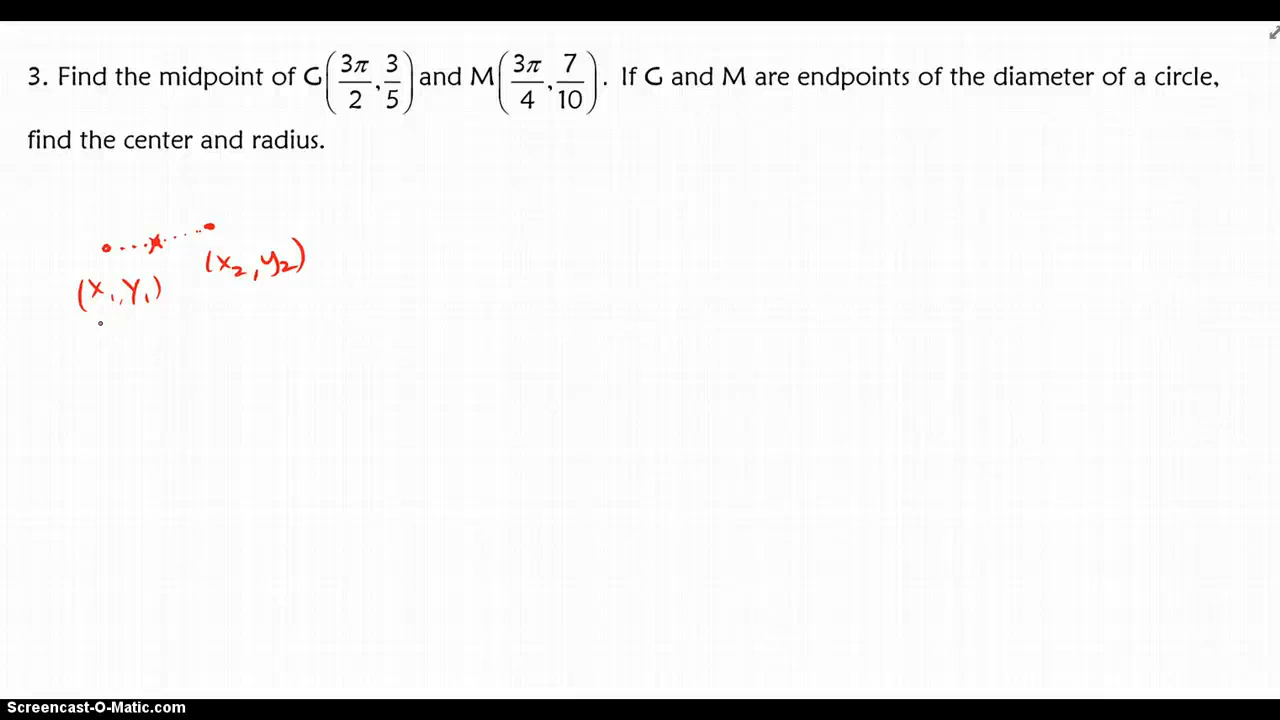 3. Find the midpoint of G(3π/2, 3/5) and M(3π/4, 7/10). If G and M are endpoints of the diameter of a circle,
find the center and radius.
(x₂, y₂)
(x₁, y₁)
Screencast-O-Matic.com